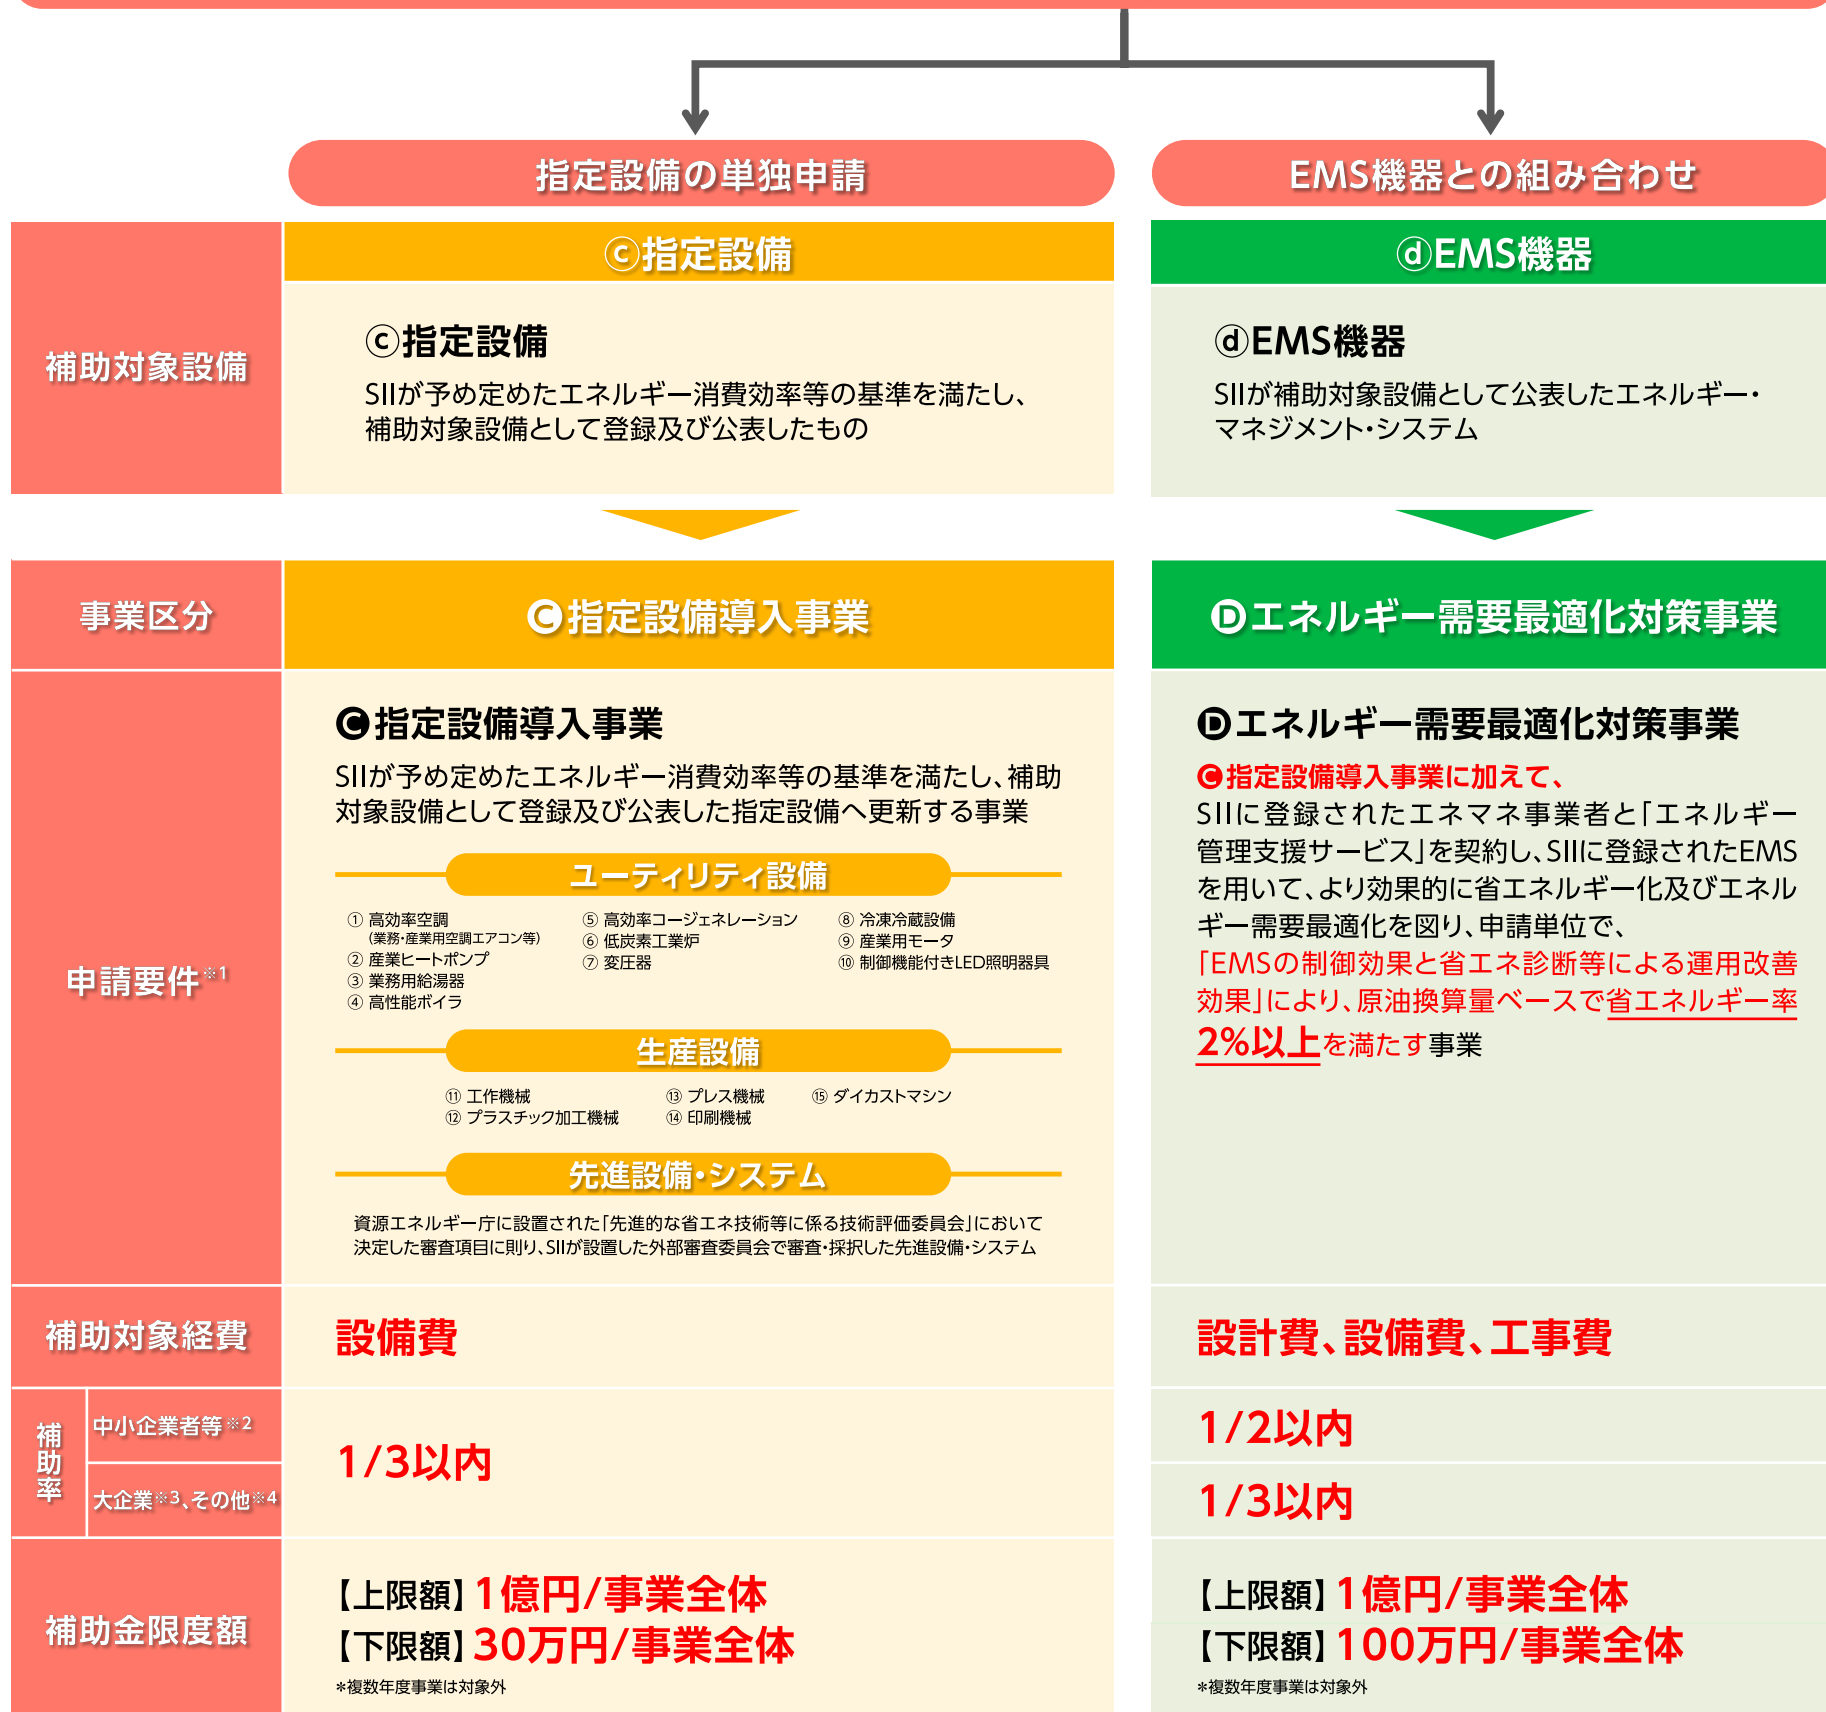 指定設備の単独申請
EMS機器との組み合わせ
補助対象設備
ⓒ指定設備
ⓒ指定設備
SIIが予め定めたエネルギー消費効率等の基準を満たし、
補助対象設備として登録及び公表したもの
ⓓEMS機器
ⓓEMS機器
SIIが補助対象設備として公表したエネルギー・
マネジメント・システム
事業区分
🅒指定設備導入事業
🅓エネルギー需要最適化対策事業
申請要件※1
🅒指定設備導入事業
SIIが予め定めたエネルギー消費効率等の基準を満たし、補助
対象設備として登録及び公表した指定設備へ更新する事業
ユーティリティ設備
① 高効率空調
(業務・産業用空調エアコン等)
② 産業ヒートポンプ
③ 業務用給湯器
④ 高性能ボイラ
⑤ 高効率コージェネレーション
⑥ 低炭素工業炉
⑦ 変圧器
⑧ 冷凍冷蔵設備
⑨ 産業用モータ
⑩ 制御機能付きLED照明器具
生産設備
⑪ 工作機械
⑫ プラスチック加工機械
⑬ プレス機械
⑭ 印刷機械
⑮ ダイカストマシン
先進設備・システム
資源エネルギー庁に設置された「先進的な省エネ技術等に係る技術評価委員会」において
決定した審査項目に則り、SIIが設置した外部審査委員会で審査・採択した先進設備・システム
🅓エネルギー需要最適化対策事業
🅒指定設備導入事業に加えて、
SIIに登録されたエネマネ事業者と「エネルギー
管理支援サービス」を契約し、SIIに登録されたEMS
を用いて、より効果的に省エネルギー化及びエネル
ギー需要最適化を図り、申請単位で、
「EMSの制御効果と省エネ診断等による運用改善
効果」により、原油換算量ベースで省エネルギー率
2%以上を満たす事業
補助対象経費
設備費
設計費、設備費、工事費
補助率
中小企業者等※2
大企業※3、その他※4
1/3以内
1/2以内
1/3以内
補助金限度額
【上限額】1億円/事業全体
【下限額】30万円/事業全体
*複数年度事業は対象外
【上限額】1億円/事業全体
【下限額】100万円/事業全体
*複数年度事業は対象外